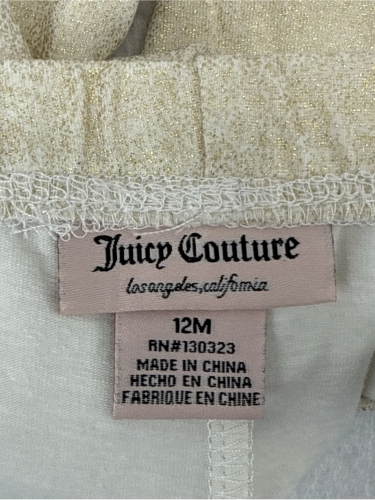 Juicy Couture
los angeles, california
12M
RN#130323
MADE IN CHINA
HECHO EN CHINA
FABRIQUE EN CHINE